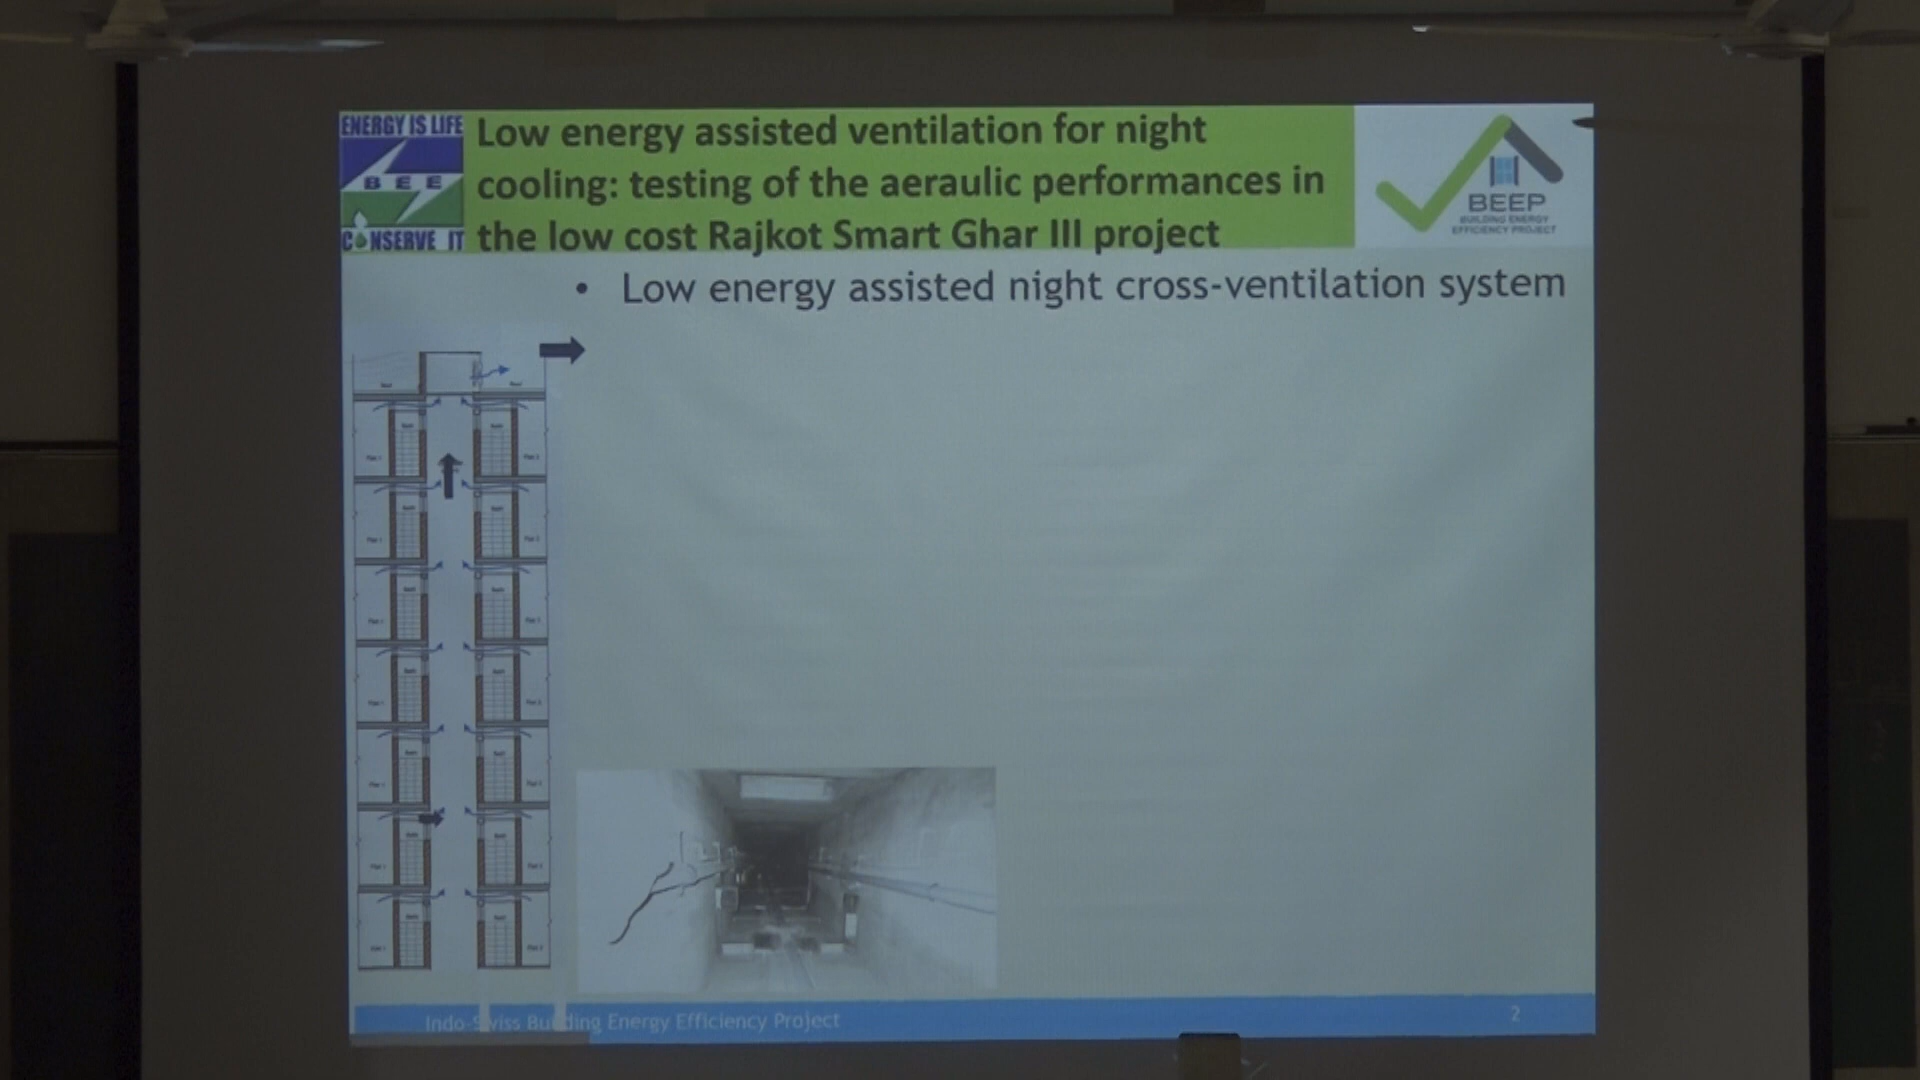 ENERGY IS LIFE
BEE
CONSERVE IT
Low energy assisted ventilation for night
cooling: testing of the aeraulic performances in
the low cost Rajkot Smart Ghar III project
BEEP
BUILDING ENERGY
EFFICIENCY PROJECT
• Low energy assisted night cross-ventilation system
Indo-Swiss Building Energy Efficiency Project
2